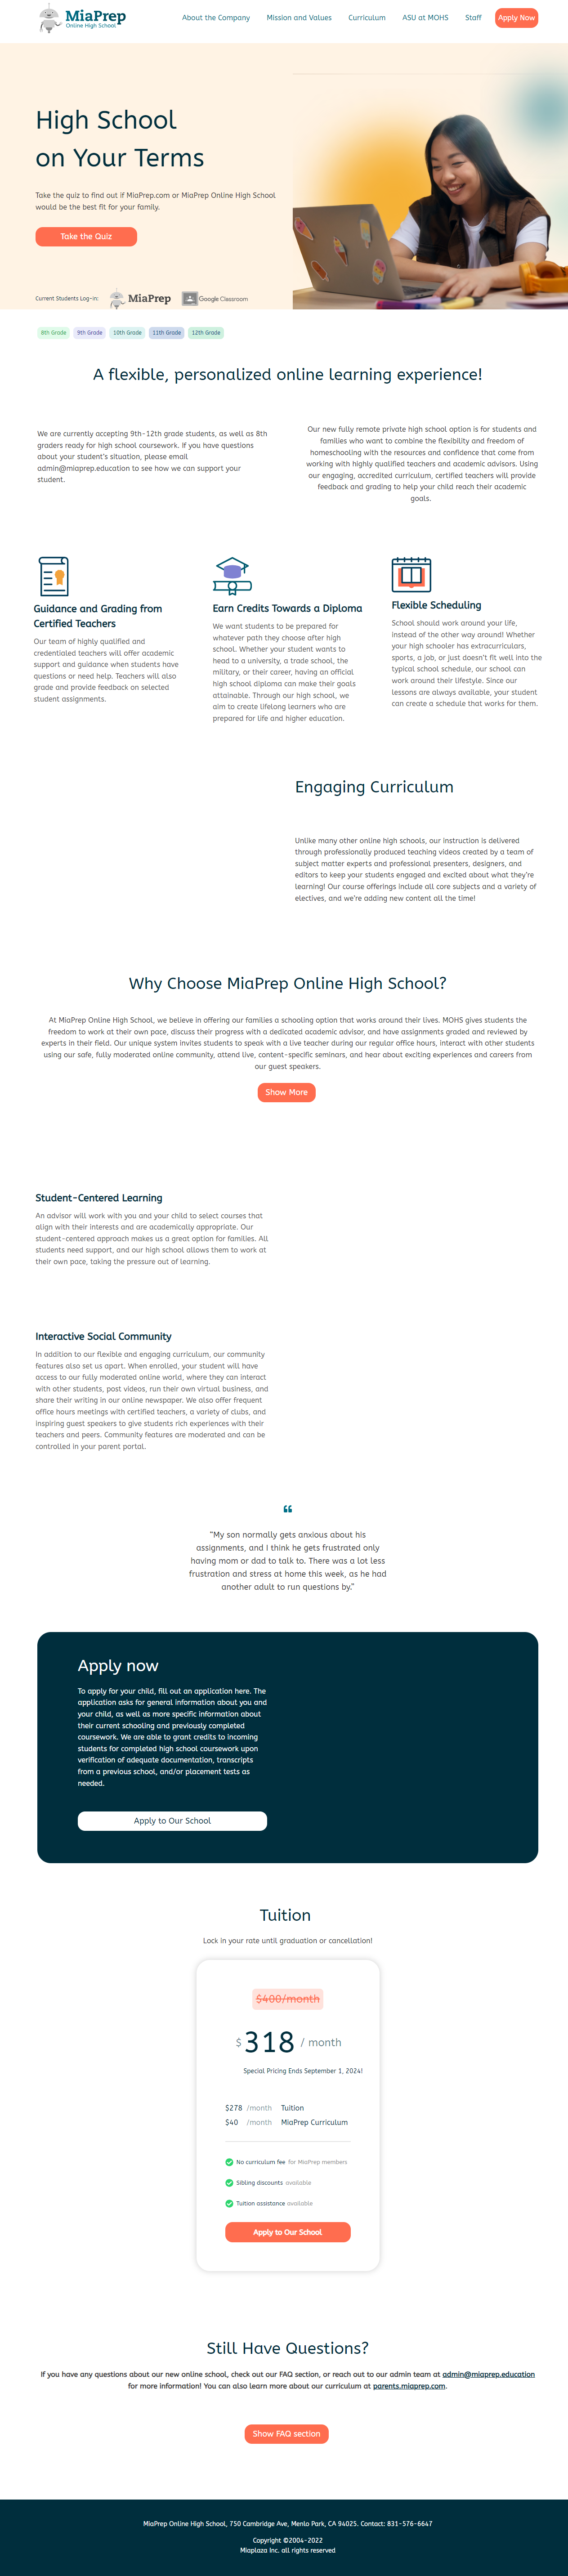 MiaPrep
Online High School
About the Company
Mission and Values
Curriculum
ASU at MOHS
Staff
Apply Now
High School
on Your Terms
Take the quiz to find out if MiaPrep.com or MiaPrep Online High School
would be the best fit for your family.
Take the Quiz
Current Students Log-In:
MiaPrep
Google Classroom
8th Grade
9th Grade
10th Grade
11th Grade
12th Grade
A flexible, personalized online learning experience!
We are currently accepting 9th-12th grade students, as well as 8th
graders ready for high school coursework. If you have questions
about your student's situation, please email
admin@miaprep.education to see how we can support your
student.
Our new fully remote private high school option is for students and
families who want to combine the flexibility and freedom of
homeschooling with the resources and confidence that come from
working with highly qualified teachers and academic advisors. Using
our engaging, accredited curriculum, certified teachers will provide
feedback and grading to help your child reach their academic
goals.
Guidance and Grading from
Certified Teachers
Our team of highly qualified and
credentialed teachers will offer academic
support and guidance when students have
questions or need help. Teachers will also
grade and provide feedback on selected
student assignments.
Earn Credits Towards a Diploma
We want students to be prepared for
whatever path they choose after high
school. Whether your student wants to
head to a university, a trade school, the
military, or their career, having an official
high school diploma can make their goals
attainable. Through our high school, we
aim to create lifelong learners who are
prepared for life and higher education.
Flexible Scheduling
School should work around your life,
instead of the other way around! Whether
your high schooler has extracurriculars,
sports, a job, or just doesn't fit well into the
typical school schedule, our school can
work around their lifestyle. Since our
lessons are always available, your student
can create a schedule that works for them.
Engaging Curriculum
Unlike many other online high schools, our instruction is delivered
through professionally produced teaching videos created by a team of
subject matter experts and professional presenters, designers, and
editors to keep your students engaged and excited about what they're
learning! Our course offerings include all core subjects and a variety of
electives, and we're adding new content all the time!
Why Choose MiaPrep Online High School?
At MiaPrep Online High School, we believe in offering our families a schooling option that works around their lives. MOHS gives students the
freedom to work at their own pace, discuss their progress with a dedicated academic advisor, and have assignments graded and reviewed by
experts in their field. Our unique system invites students to speak with a live teacher during our regular office hours, interact with other students
using our safe, fully moderated online community, attend live, content-specific seminars, and hear about exciting experiences and careers from
our guest speakers.
Show More
Student-Centered Learning
An advisor will work with you and your child to select courses that
align with their interests and are academically appropriate. Our
student-centered approach makes us a great option for families. All
students need support, and our high school allows them to work at
their own pace, taking the pressure out of learning.
Interactive Social Community
In addition to our flexible and engaging curriculum, our community
features also set us apart. When enrolled, your student will have
access to our fully moderated online world, where they can interact
with other students, post videos, run their own virtual business, and
share their writing in our online newspaper. We also offer frequent
office hours meetings with certified teachers, a variety of clubs, and
inspiring guest speakers to give students rich experiences with their
teachers and peers. Community features are moderated and can be
controlled in your parent portal.
“
"My son normally gets anxious about his
assignments, and I think he gets frustrated only
having mom or dad to talk to. There was a lot less
frustration and stress at home this week, as he had
another adult to run questions by."
Apply now
To apply for your child, fill out an application here. The
application asks for general information about you and
your child, as well as more specific information about
their current schooling and previously completed
coursework. We are able to grant credits to incoming
students for completed high school coursework upon
verification of adequate documentation, transcripts
from a previous school, and/or placement tests as
needed.
Apply to Our School
Tuition
Lock in your rate until graduation or cancellation!
$400/month
$ 318 / month
Special Pricing Ends September 1, 2024!
$278 /month Tuition
$40 /month MiaPrep Curriculum
No curriculum fee for MiaPrep members
Sibling discounts available
Tuition assistance available
Apply to Our School
Still Have Questions?
If you have any questions about our new online school, check out our FAQ section, or reach out to our admin team at admin@miaprep.education
for more information! You can also learn more about our curriculum at parents.miaprep.com.
Show FAQ section
MiaPrep Online High School, 750 Cambridge Ave, Menlo Park, CA 94025. Contact: 831-576-6647
Copyright ©2004-2022
Miaplaza Inc. all rights reserved